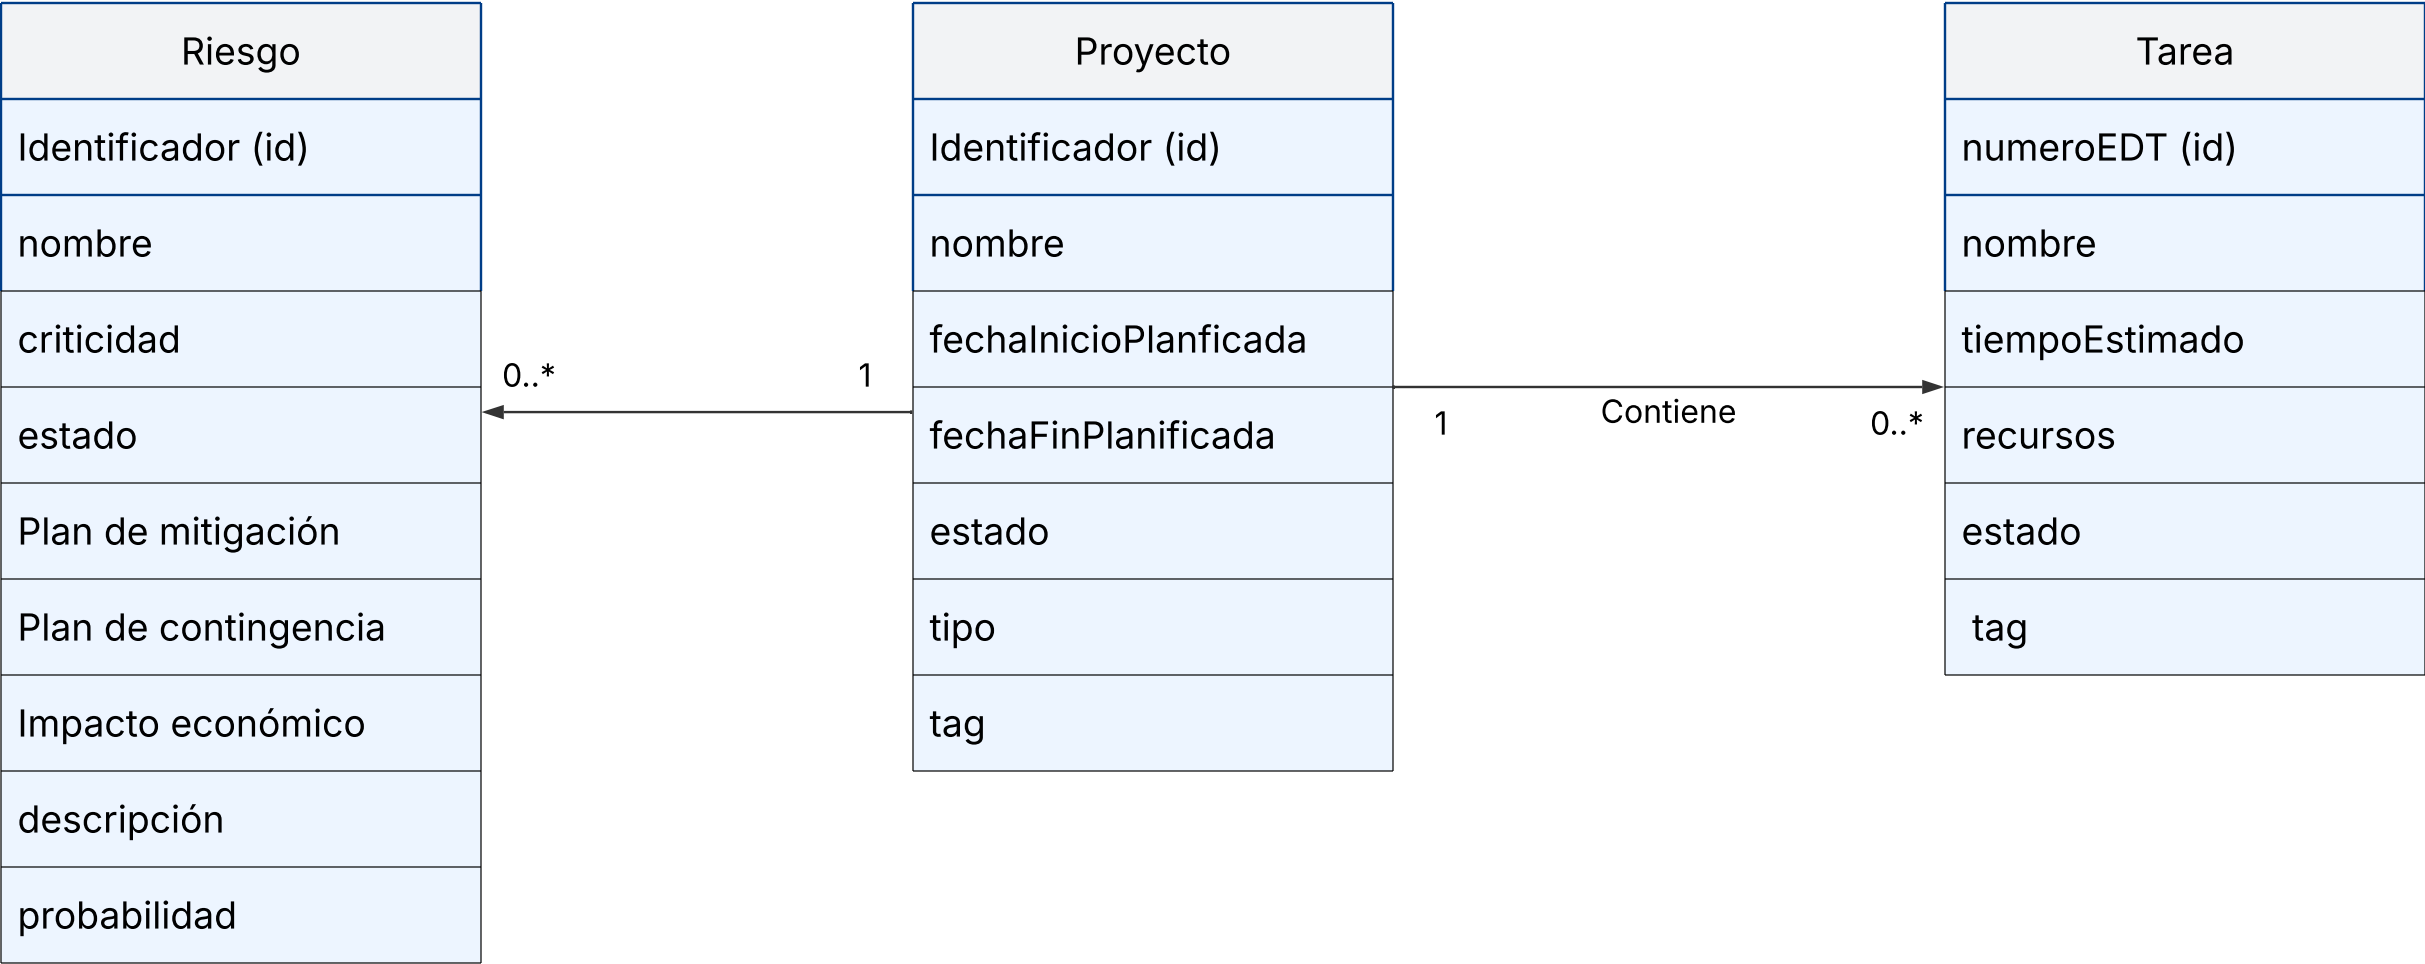 Riesgo
Identificador (id)
nombre
criticidad
estado
Plan de mitigación
Plan de contingencia
Impacto económico
descripción
probabilidad
0..*
1
Proyecto
Identificador (id)
nombre
fechaInicioPlanficada
fechaFinPlanificada
estado
tipo
tag
1
Contiene
0..*
Tarea
numeroEDT (id)
nombre
tiempoEstimado
recursos
estado
tag